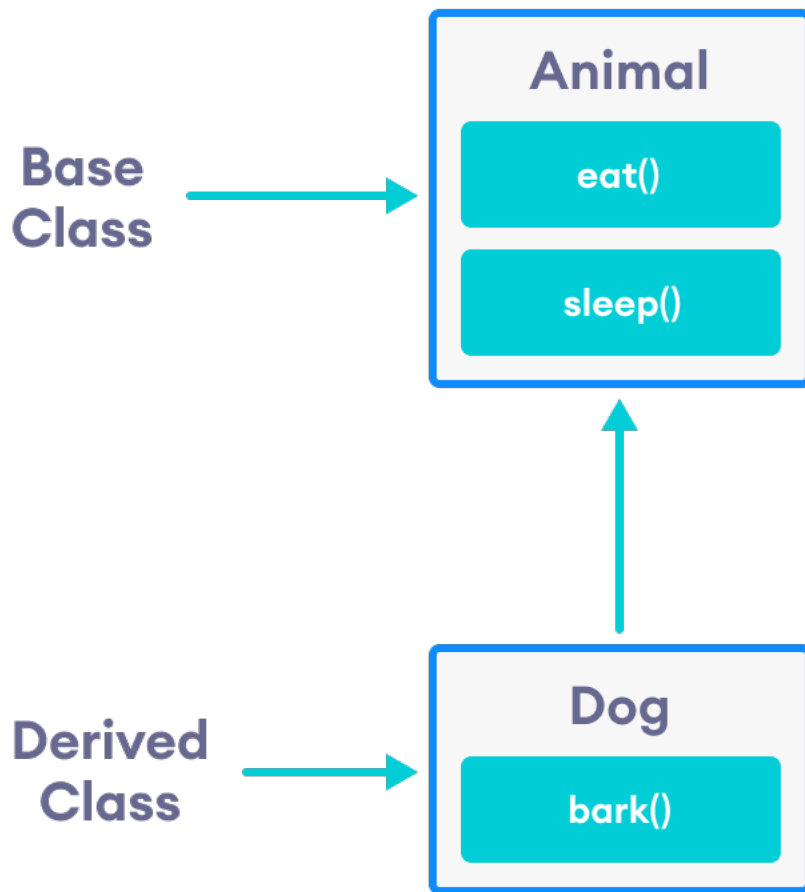 Animal
Base
Class
eat()
sleep()
Dog
Derived
Class
bark()